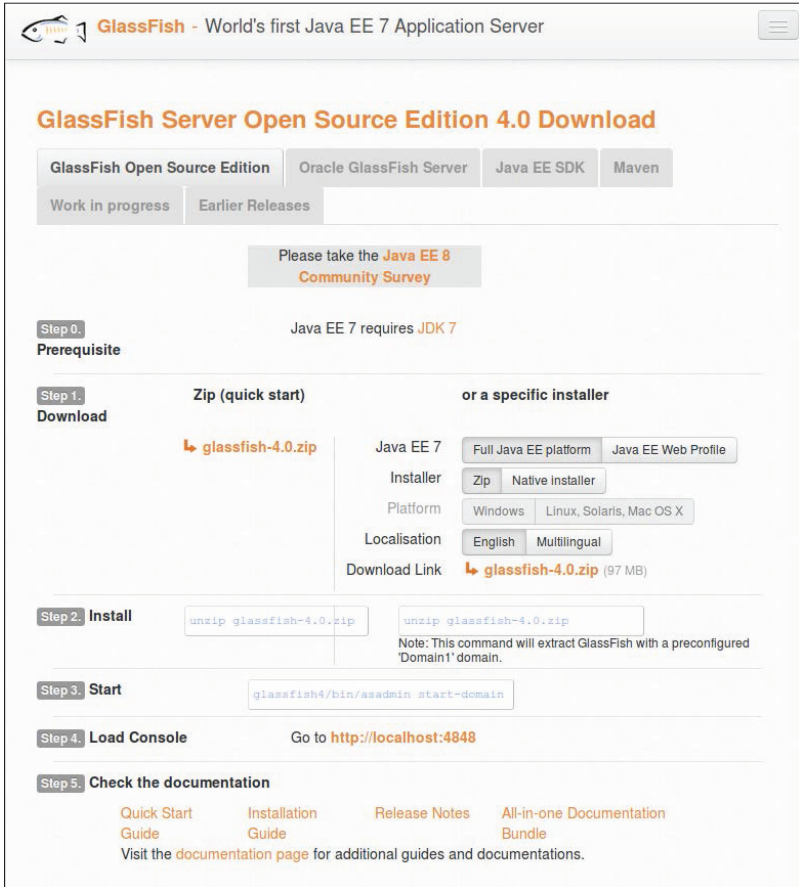 GlassFish - World's first Java EE 7 Application Server
GlassFish Server Open Source Edition 4.0 Download
GlassFish Open Source Edition Oracle GlassFish Server Java EE SDK Maven
Work in progress Earlier Releases
Please take the Java EE 8
Community Survey
Step 0.
Prerequisite
Java EE 7 requires JDK 7
Step 1.
Download
Zip (quick start) or a specific installer
glassfish-4.0.zip
Java EE 7 Full Java EE platform Java EE Web Profile
Installer Zip Native installer
Platform Windows Linux, Solaris, Mac OS X
Localisation English Multilingual
Download Link glassfish-4.0.zip (97 MB)
Step 2. Install unzip glassfish-4.0.zip unzip glassfish-4.0.zip
Note: This command will extract GlassFish with a preconfigured
'Domain1' domain.
Step 3. Start glassfish4/bin/asadmin start-domain
Step 4. Load Console Go to http://localhost:4848
Step 5. Check the documentation
Quick Start Installation Release Notes All-in-one Documentation
Guide Guide Bundle
Visit the documentation page for additional guides and documentations.